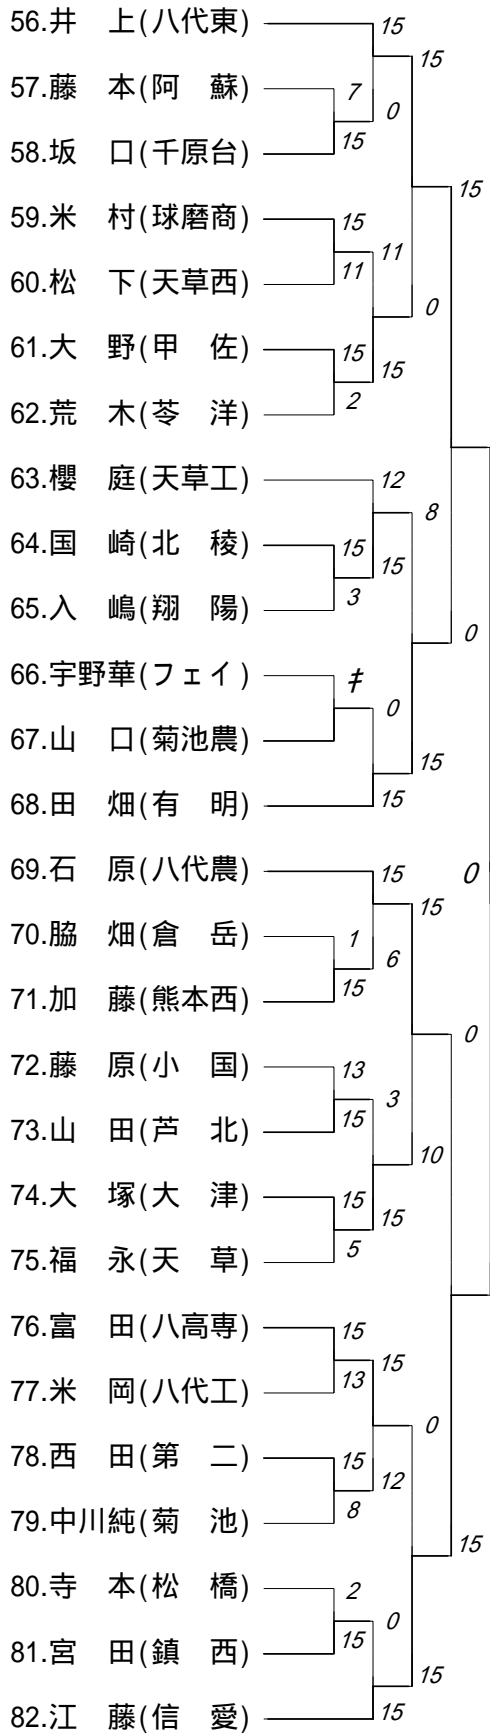 56.井　上(八代東)
15
15
57.藤　本(阿　蘇)
7
0
58.坂　口(千原台)
15
15
59.米　村(球磨商)
15
11
60.松　下(天草西)
11
0
61.大　野(甲　佐)
15
15
62.荒　木(苓　洋)
2
63.櫻　庭(天草工)
12
8
64.国　崎(北　稜)
15
15
65.入　嶋(翔　陽)
3
0
66.宇野華(フェイ)
キ
0
67.山　口(菊池農)
15
68.田　畑(有　明)
15
69.石　原(八代農)
15
0
15
70.脇　畑(倉　岳)
1
6
71.加　藤(熊本西)
15
0
72.藤　原(小　国)
13
3
73.山　田(芦　北)
15
10
74.大　塚(大　津)
15
15
75.福　永(天　草)
5
76.富　田(八高専)
15
15
77.米　岡(八代工)
13
0
78.西　田(第　二)
15
12
79.中川純(菊　池)
8
15
80.寺　本(松　橋)
2
0
81.宮　田(鎮　西)
15
15
82.江　藤(信　愛)
15